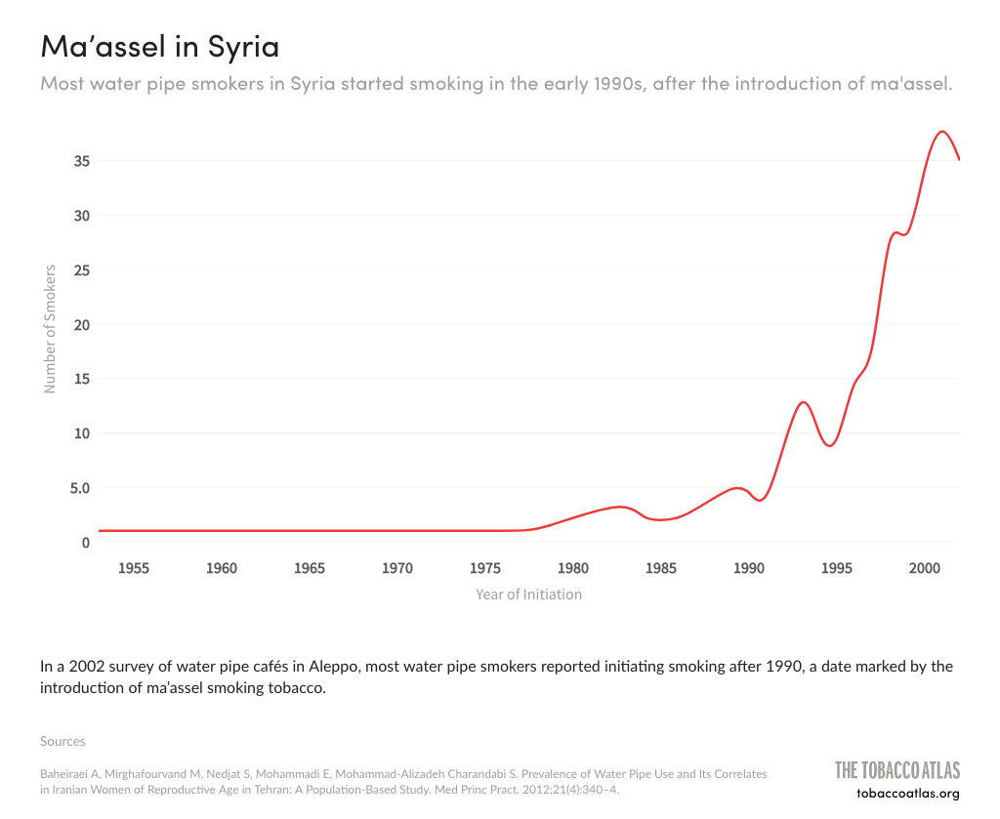 Ma’assel in Syria
Most water pipe smokers in Syria started smoking in the early 1990s, after the introduction of ma'assel.
35
30
25
20
15
10
5.0
0
Number of Smokers
1955 1960 1965 1970 1975 1980 1985 1990 1995 2000
Year of Initiation
In a 2002 survey of water pipe cafés in Aleppo, most water pipe smokers reported initiating smoking after 1990, a date marked by the
introduction of ma’assel smoking tobacco.
Sources
Baheiraei A, Mirghafourvand M, Nedjat S, Mohammadi E, Mohammad-Alizadeh Charandabi S. Prevalence of Water Pipe Use and Its Correlates
in Iranian Women of Reproductive Age in Tehran: A Population-Based Study. Med Princ Pract. 2012;21(4):340–4.
THE TOBACCO ATLAS
tobaccoatlas.org